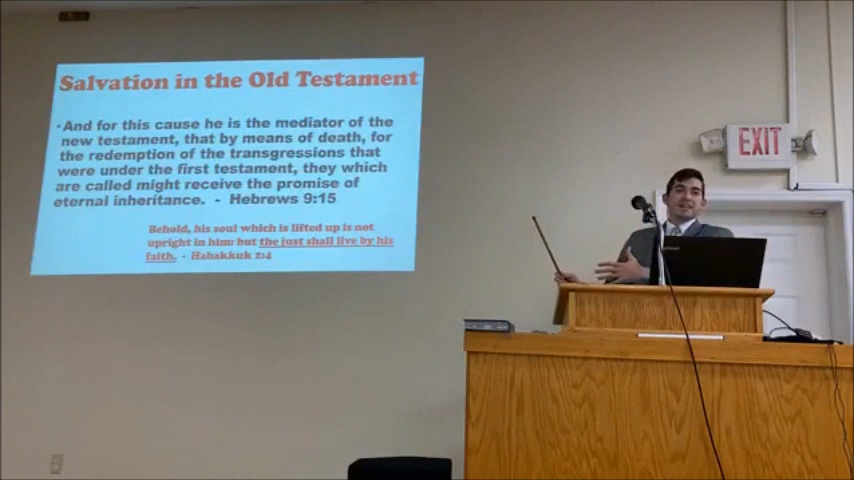 Salvation in the Old Testament
·And for this cause he is the mediator of the
new testament, that by means of death, for
the redemption of the transgressions that
were under the first testament, they which
are called might receive the promise of
eternal inheritance. - Hebrews 9:15
Behold, his soul which is lifted up is not
upright in him: but the just shall live by his
faith. - Habakkuk 2:4
EXIT